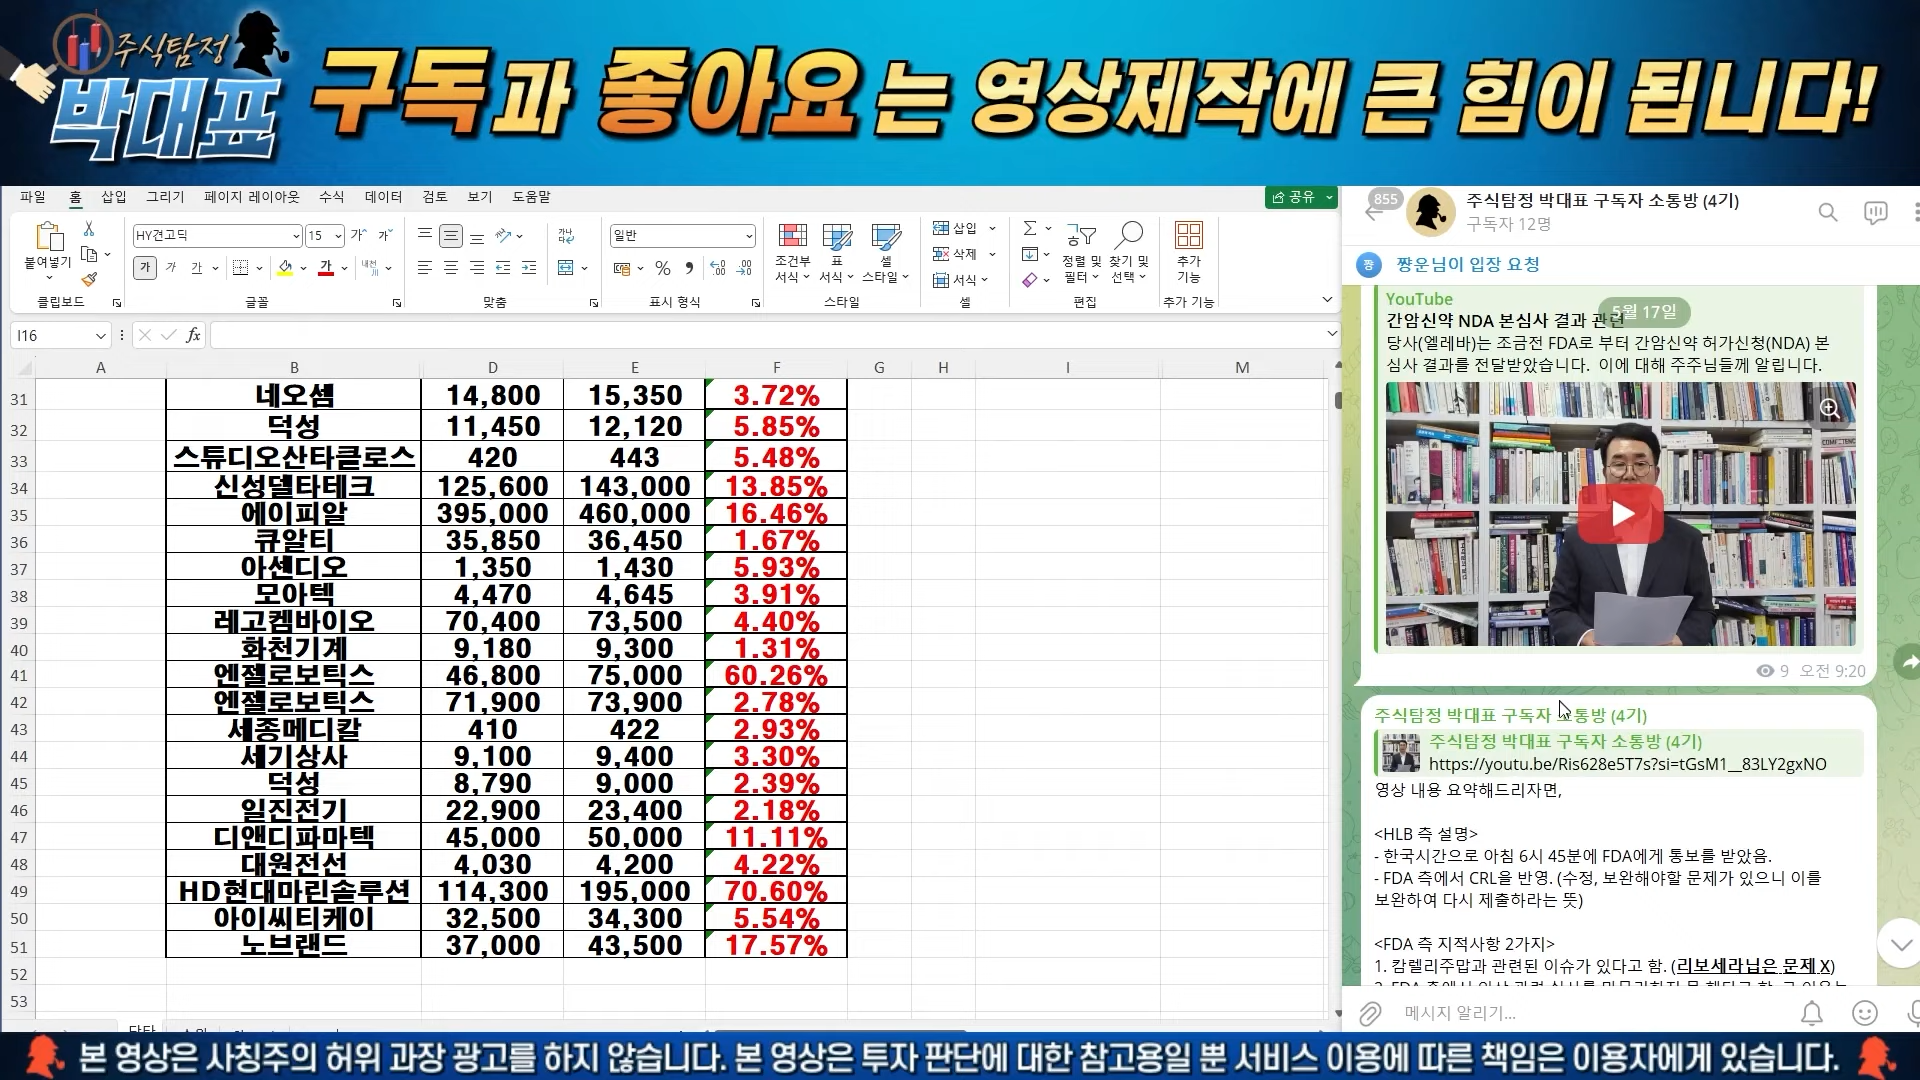 주식탐정
박대표
구독과 좋아요는 영상제작에 큰 힘이 됩니다!
파일 홈 삽입 그리기 페이지 레이아웃 수식 데이터 검토 보기 도움말 공유
붙여넣기
클립보드
HY견고딕 15
글꼴
맞춤
일반
표시 형식
조건부 서식
표 서식
셀 스타일
스타일
삽입
삭제
서식
셀
정렬 및 필터
찾기 및 선택
편집
추가 기능
추가 기능
I16 fx
A B D E F G H I M
31 네오셈 14,800 15,350 3.72%
32 덕성 11,450 12,120 5.85%
33 스튜디오산타클로스 420 443 5.48%
34 신성델타테크 125,600 143,000 13.85%
35 에이피알 395,000 460,000 16.46%
36 큐알티 35,850 36,450 1.67%
37 아센디오 1,350 1,430 5.93%
38 모아텍 4,470 4,645 3.91%
39 레고켐바이오 70,400 73,500 4.40%
40 화천기계 9,180 9,300 1.31%
41 엔젤로보틱스 46,800 75,000 60.26%
42 엔젤로보틱스 71,900 73,900 2.78%
43 세종메디칼 410 422 2.93%
44 세기상사 9,100 9,400 3.30%
45 덕성 8,790 9,000 2.39%
46 일진전기 22,900 23,400 2.18%
47 디앤디파마텍 45,000 50,000 11.11%
48 대원전선 4,030 4,200 4.22%
49 HD현대마린솔루션 114,300 195,000 70.60%
50 아이씨티케이 32,500 34,300 5.54%
51 노브랜드 37,000 43,500 17.57%
52
53
855
주식탐정 박대표 구독자 소통방 (4기)
구독자 12명
짱 짱운님이 입장 요청
YouTube
5월 17일
간암신약 NDA 본심사 결과 관련
당사(엘레바)는 조금전 FDA로 부터 간암신약 허가신청(NDA) 본
심사 결과를 전달받았습니다. 이에 대해 주주님들께 알립니다.
9 오전 9:20
주식탐정 박대표 구독자 소통방 (4기)
주식탐정 박대표 구독자 소통방 (4기)
https://youtu.be/Ris628e5T7s?si=tGsM1__83LY2gxNO
영상 내용 요약해드리자면,
<HLB 측 설명>
- 한국시간으로 아침 6시 45분에 FDA에게 통보를 받았음.
- FDA 측에서 CRL을 반영. (수정, 보완해야할 문제가 있으니 이를
보완하여 다시 제출하라는 뜻)
<FDA 측 지적사항 2가지>
1. 캄렐리주맙과 관련된 이슈가 있다고 함. (리보세라닙은 문제 X)
메시지 알리기...
본 영상은 사칭주의 허위 과장 광고를 하지 않습니다. 본 영상은 투자 판단에 대한 참고용일 뿐 서비스 이용에 따른 책임은 이용자에게 있습니다.